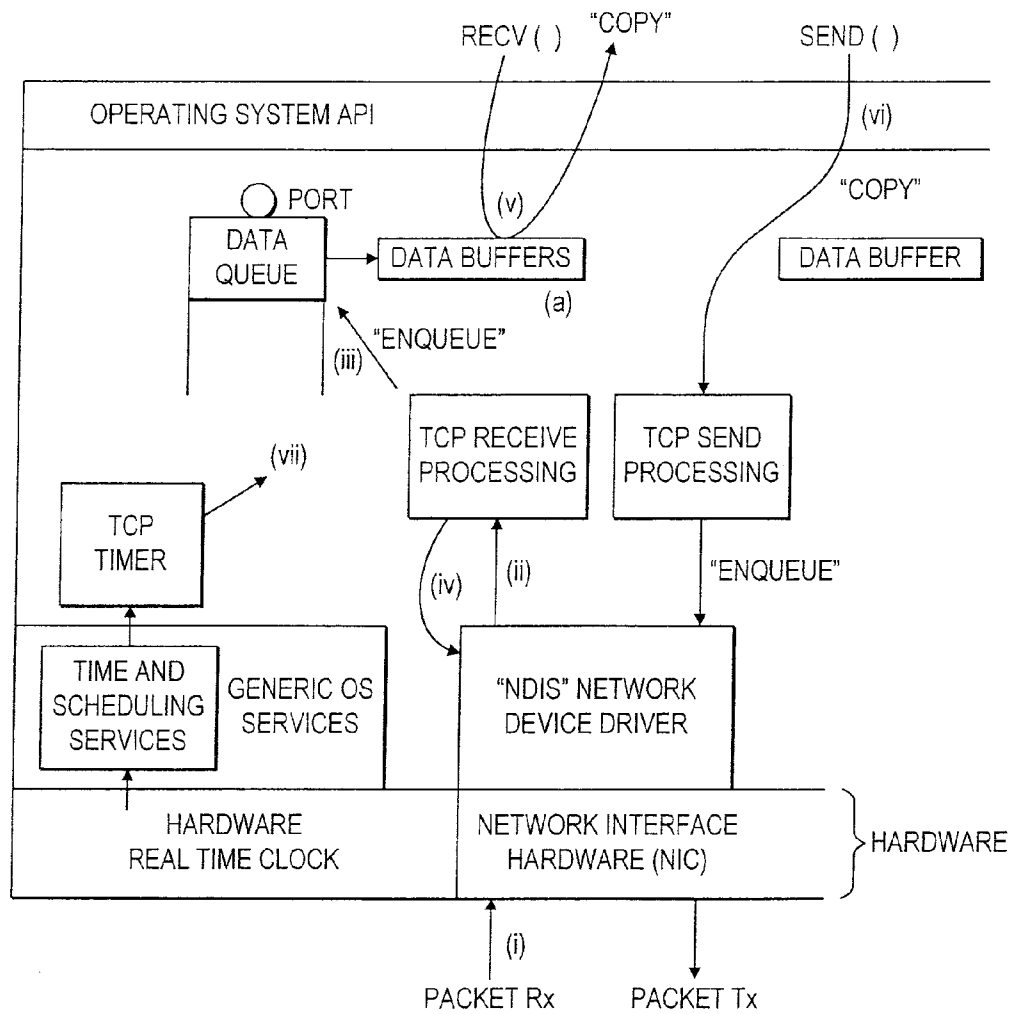 RECV ( )
"COPY"
SEND ( )
OPERATING SYSTEM API
(vi)
"COPY"
PORT
(v)
DATA
QUEUE
DATA BUFFERS
DATA BUFFER
(a)
"ENQUEUE"
(iii)
TCP RECEIVE
PROCESSING
TCP SEND
PROCESSING
(vii)
TCP
TIMER
(iv)
(ii)
"ENQUEUE"
TIME AND
SCHEDULING
SERVICES
GENERIC OS
SERVICES
"NDIS" NETWORK
DEVICE DRIVER
HARDWARE
REAL TIME CLOCK
NETWORK INTERFACE
HARDWARE (NIC)
HARDWARE
(i)
PACKET Rx
PACKET Tx